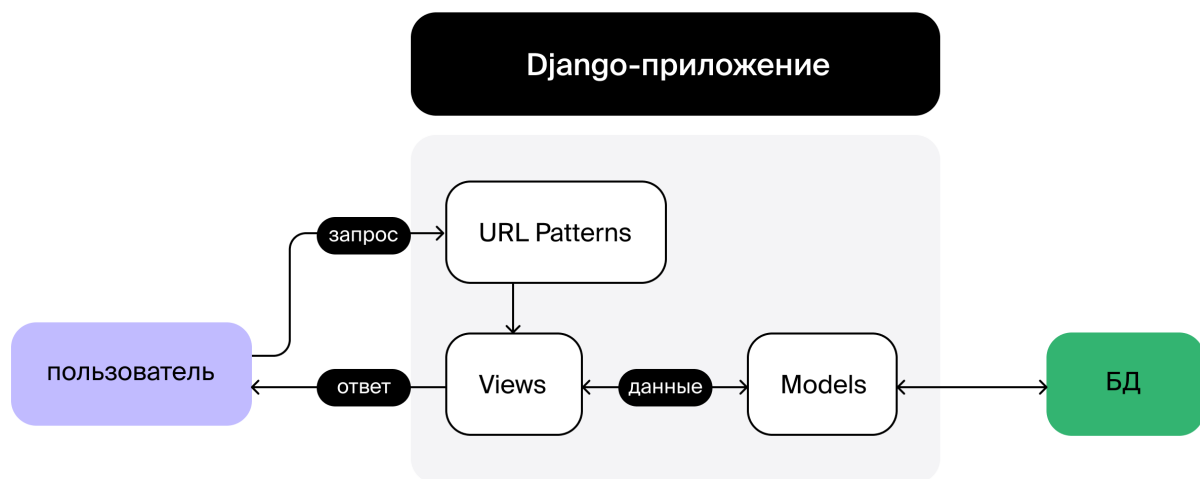 Django-приложение
запрос
URL Patterns
пользователь
ответ
Views
данные
Models
БД